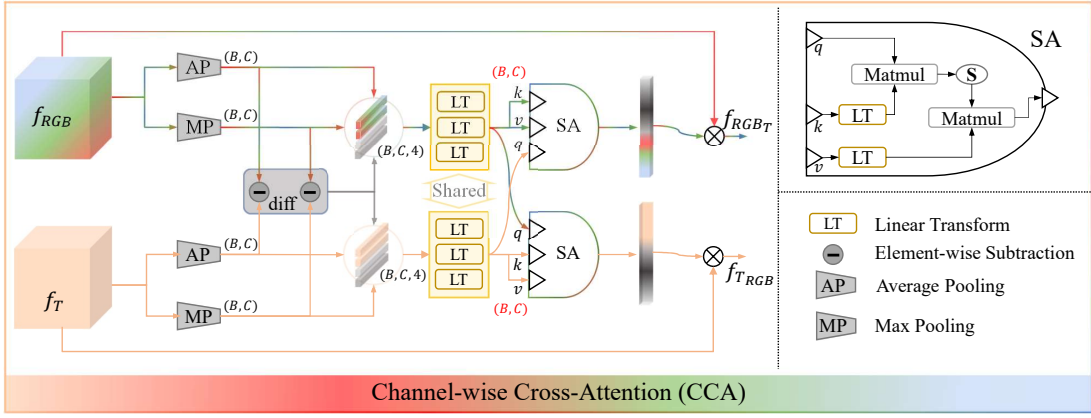 f_RGB
AP
(B, C)
MP
(B, C)
diff
(B, C, 4)
LT
LT
LT
Shared
(B, C)
k
v
q
SA
f_RGB_T
f_T
AP
(B, C)
MP
(B, C)
(B, C, 4)
LT
LT
LT
(B, C)
q
k
v
SA
f_T_RGB
SA
q
Matmul
S
k
LT
Matmul
v
LT
LT Linear Transform
Element-wise Subtraction
AP Average Pooling
MP Max Pooling
Channel-wise Cross-Attention (CCA)